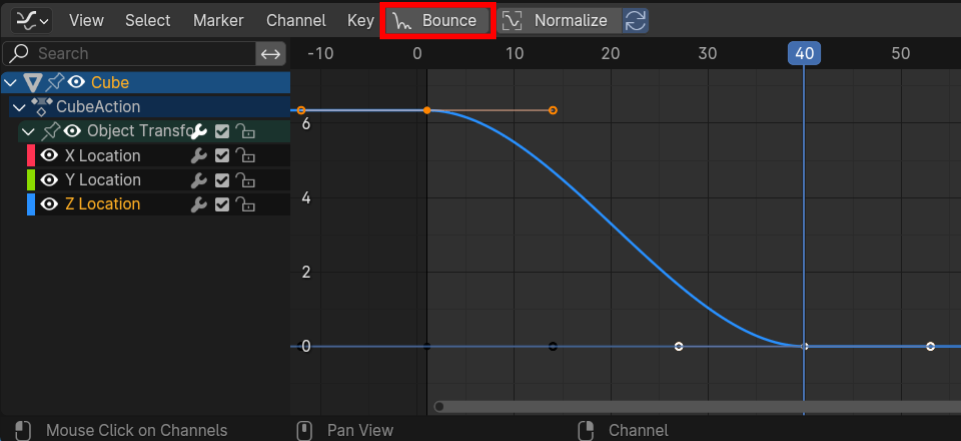 View Select Marker Channel Key Bounce Normalize
Search
-10 0 10 20 30 40 50
Cube
CubeAction
Object Transfo
X Location
Y Location
Z Location
6
4
2
0
Mouse Click on Channels Pan View Channel